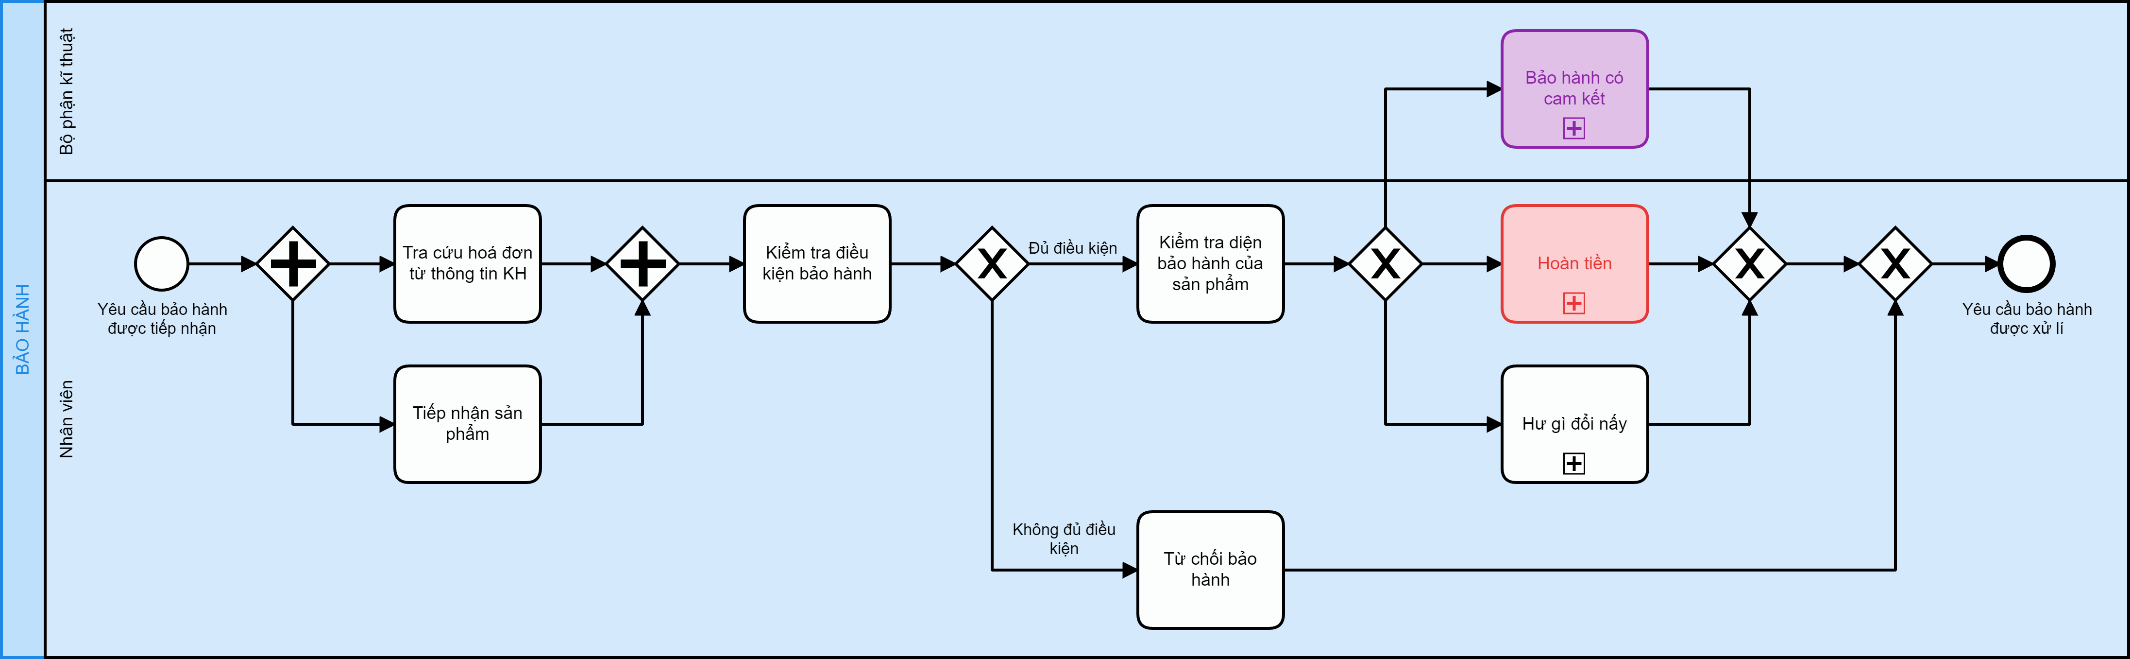 BẢO HÀNH
Bộ phận kĩ thuật
Bảo hành có
cam kết
Nhân viên
Yêu cầu bảo hành
được tiếp nhận
Tra cứu hoá đơn
từ thông tin KH
Tiếp nhận sản
phẩm
Kiểm tra điều
kiện bảo hành
Đủ điều kiện
Không đủ điều
kiện
Kiểm tra diện
bảo hành của
sản phẩm
Từ chối bảo
hành
Hoàn tiền
Hư gì đổi nấy
Yêu cầu bảo hành
được xử lí